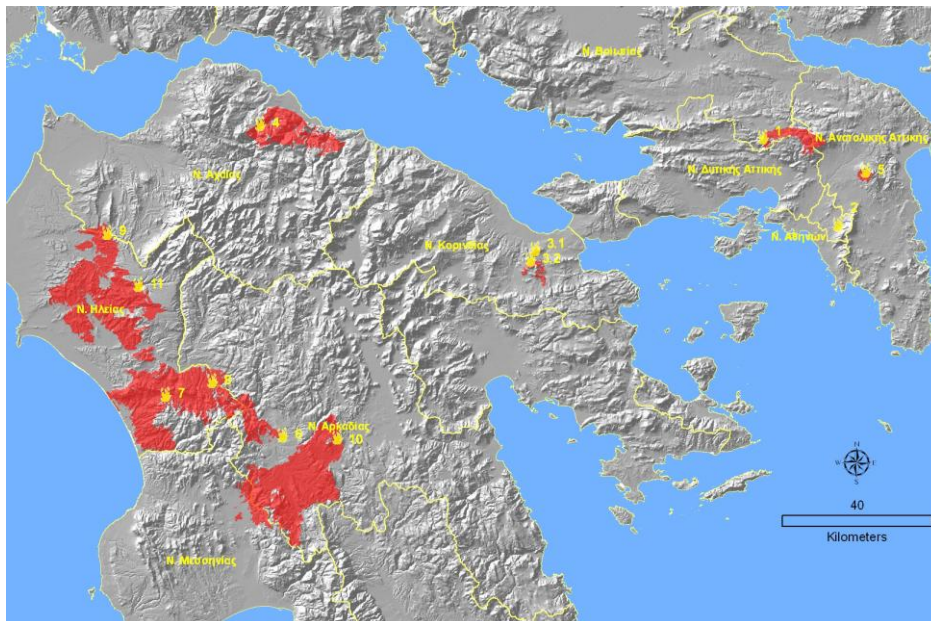 Ν. Βοιωτίας
4
1
Ν. Ανατολικής Αττικής
Ν. Αχαΐας
Ν. Δυτικής Αττικής
5
2
9
Ν. Αθηνών
Ν. Κορινθίας
3.1
3.2
11
Ν. Ηλείας
8
7
Ν. Αρκαδίας
6
10
N
W
E
S
40
Kilometers
Ν. Μεσσηνίας